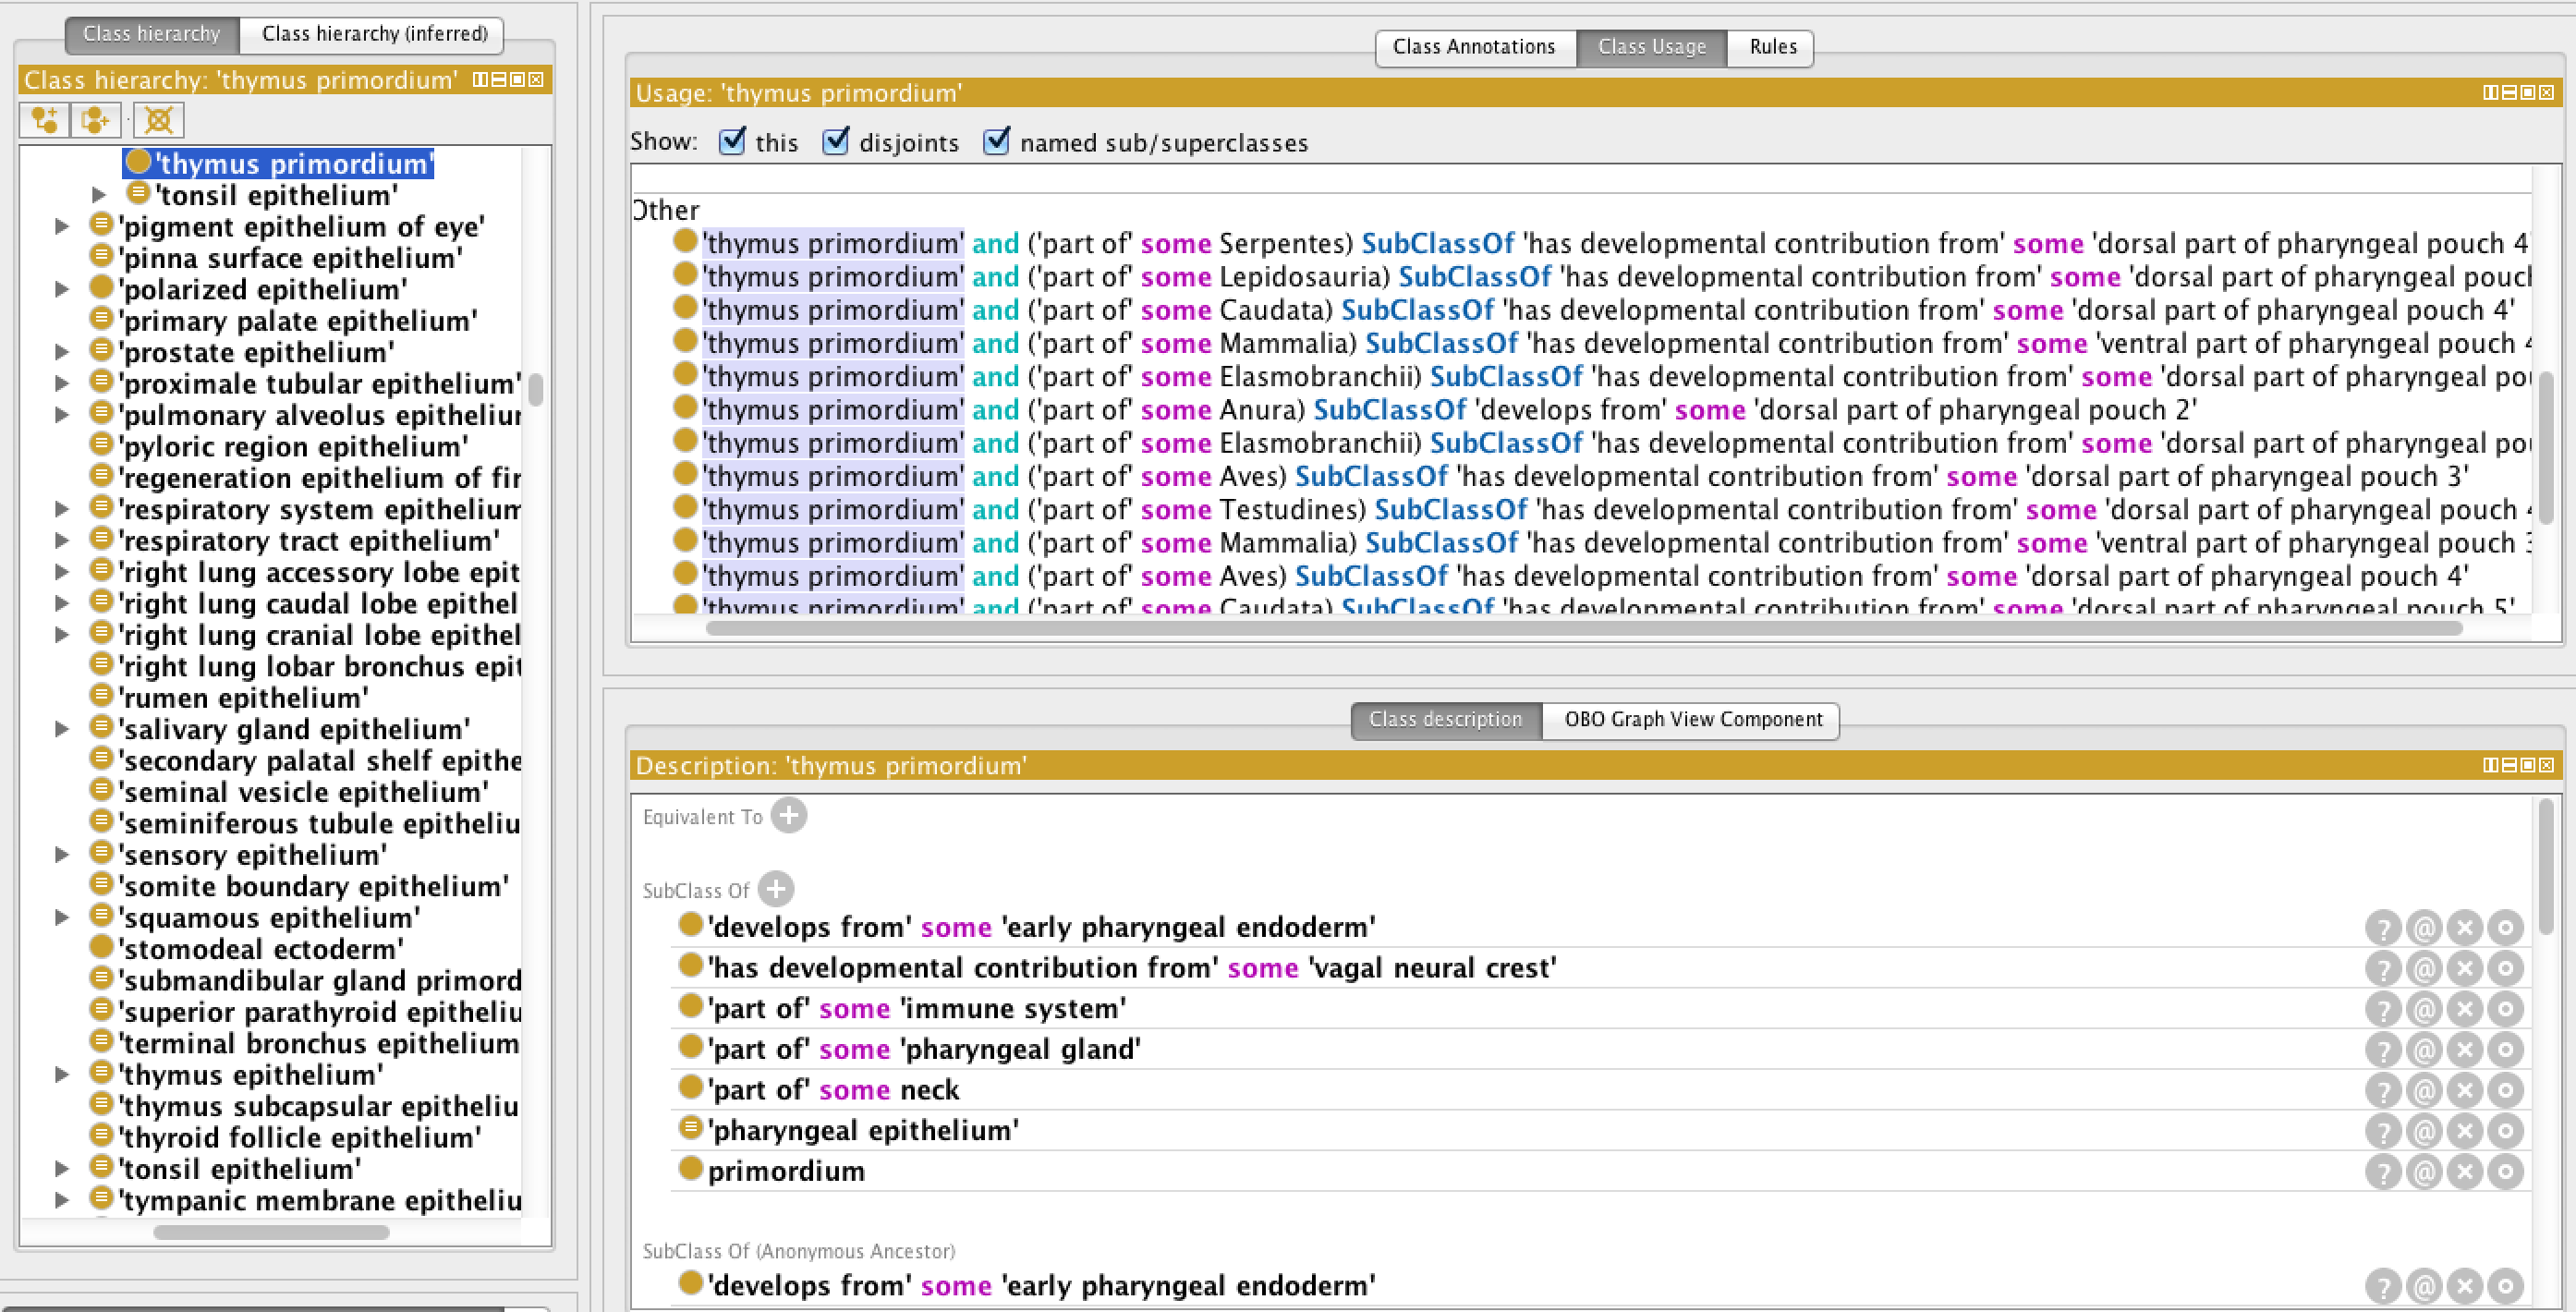 Class hierarchy
Class hierarchy (inferred)
Class hierarchy: 'thymus primordium'
'thymus primordium'
'tonsil epithelium'
'pigment epithelium of eye'
'pinna surface epithelium'
'polarized epithelium'
'primary palate epithelium'
'prostate epithelium'
'proximale tubular epithelium'
'pulmonary alveolus
'pyloric region epithelium'
'regeneration epithelium of
'respiratory system epithelium
'respiratory tract epithelium'
'right lung accessory lobe
'right lung caudal lobe
'right lung cranial lobe
'right lung lobar bronchus
'rumen epithelium'
'salivary gland epithelium'
'secondary palatal shelf
'seminal vesicle epithelium'
'seminiferous tubule
'sensory epithelium'
'somite boundary epithelium'
'squamous epithelium'
'stomodeal ectoderm'
'submandibular gland
'superior parathyroid
'terminal bronchus epithelium
'thymus epithelium'
'thymus subcapsular
'thyroid follicle epithelium'
'tonsil epithelium'
'tympanic membrane
Class Annotations
Class Usage
Rules
Usage: 'thymus primordium'
Show: this disjoints named sub/superclasses
Other
'thymus primordium' and ('part of' some Serpentes) SubClassOf 'has developmental contribution from' some 'dorsal part of pharyngeal pouch 4'
'thymus primordium' and ('part of' some Lepidosauria) SubClassOf 'has developmental contribution from' some 'dorsal part of pharyngeal
'thymus primordium' and ('part of' some Caudata) SubClassOf 'has developmental contribution from' some 'dorsal part of pharyngeal pouch 4'
'thymus primordium' and ('part of' some Mammalia) SubClassOf 'has developmental contribution from' some 'ventral part of pharyngeal pouch
'thymus primordium' and ('part of' some Elasmobranchii) SubClassOf 'has developmental contribution from' some 'dorsal part of pharyngeal
'thymus primordium' and ('part of' some Anura) SubClassOf 'develops from' some 'dorsal part of pharyngeal pouch 2'
'thymus primordium' and ('part of' some Elasmobranchii) SubClassOf 'has developmental contribution from' some 'dorsal part of pharyngeal
'thymus primordium' and ('part of' some Aves) SubClassOf 'has developmental contribution from' some 'dorsal part of pharyngeal pouch 3'
'thymus primordium' and ('part of' some Testudines) SubClassOf 'has developmental contribution from' some 'dorsal part of pharyngeal pouch
'thymus primordium' and ('part of' some Mammalia) SubClassOf 'has developmental contribution from' some 'ventral part of pharyngeal pouch
'thymus primordium' and ('part of' some Aves) SubClassOf 'has developmental contribution from' some 'dorsal part of pharyngeal pouch 4'
'thymus primordium' and ('part of' some Caudata) SubClassOf 'has developmental contribution from' some 'dorsal part of pharyngeal pouch 5'
Class description
OBO Graph View Component
Description: 'thymus primordium'
Equivalent To
SubClass Of
'develops from' some 'early pharyngeal endoderm'
'has developmental contribution from' some 'vagal neural crest'
'part of' some 'immune system'
'part of' some 'pharyngeal gland'
'part of' some neck
'pharyngeal epithelium'
primordium
SubClass Of (Anonymous Ancestor)
'develops from' some 'early pharyngeal endoderm'